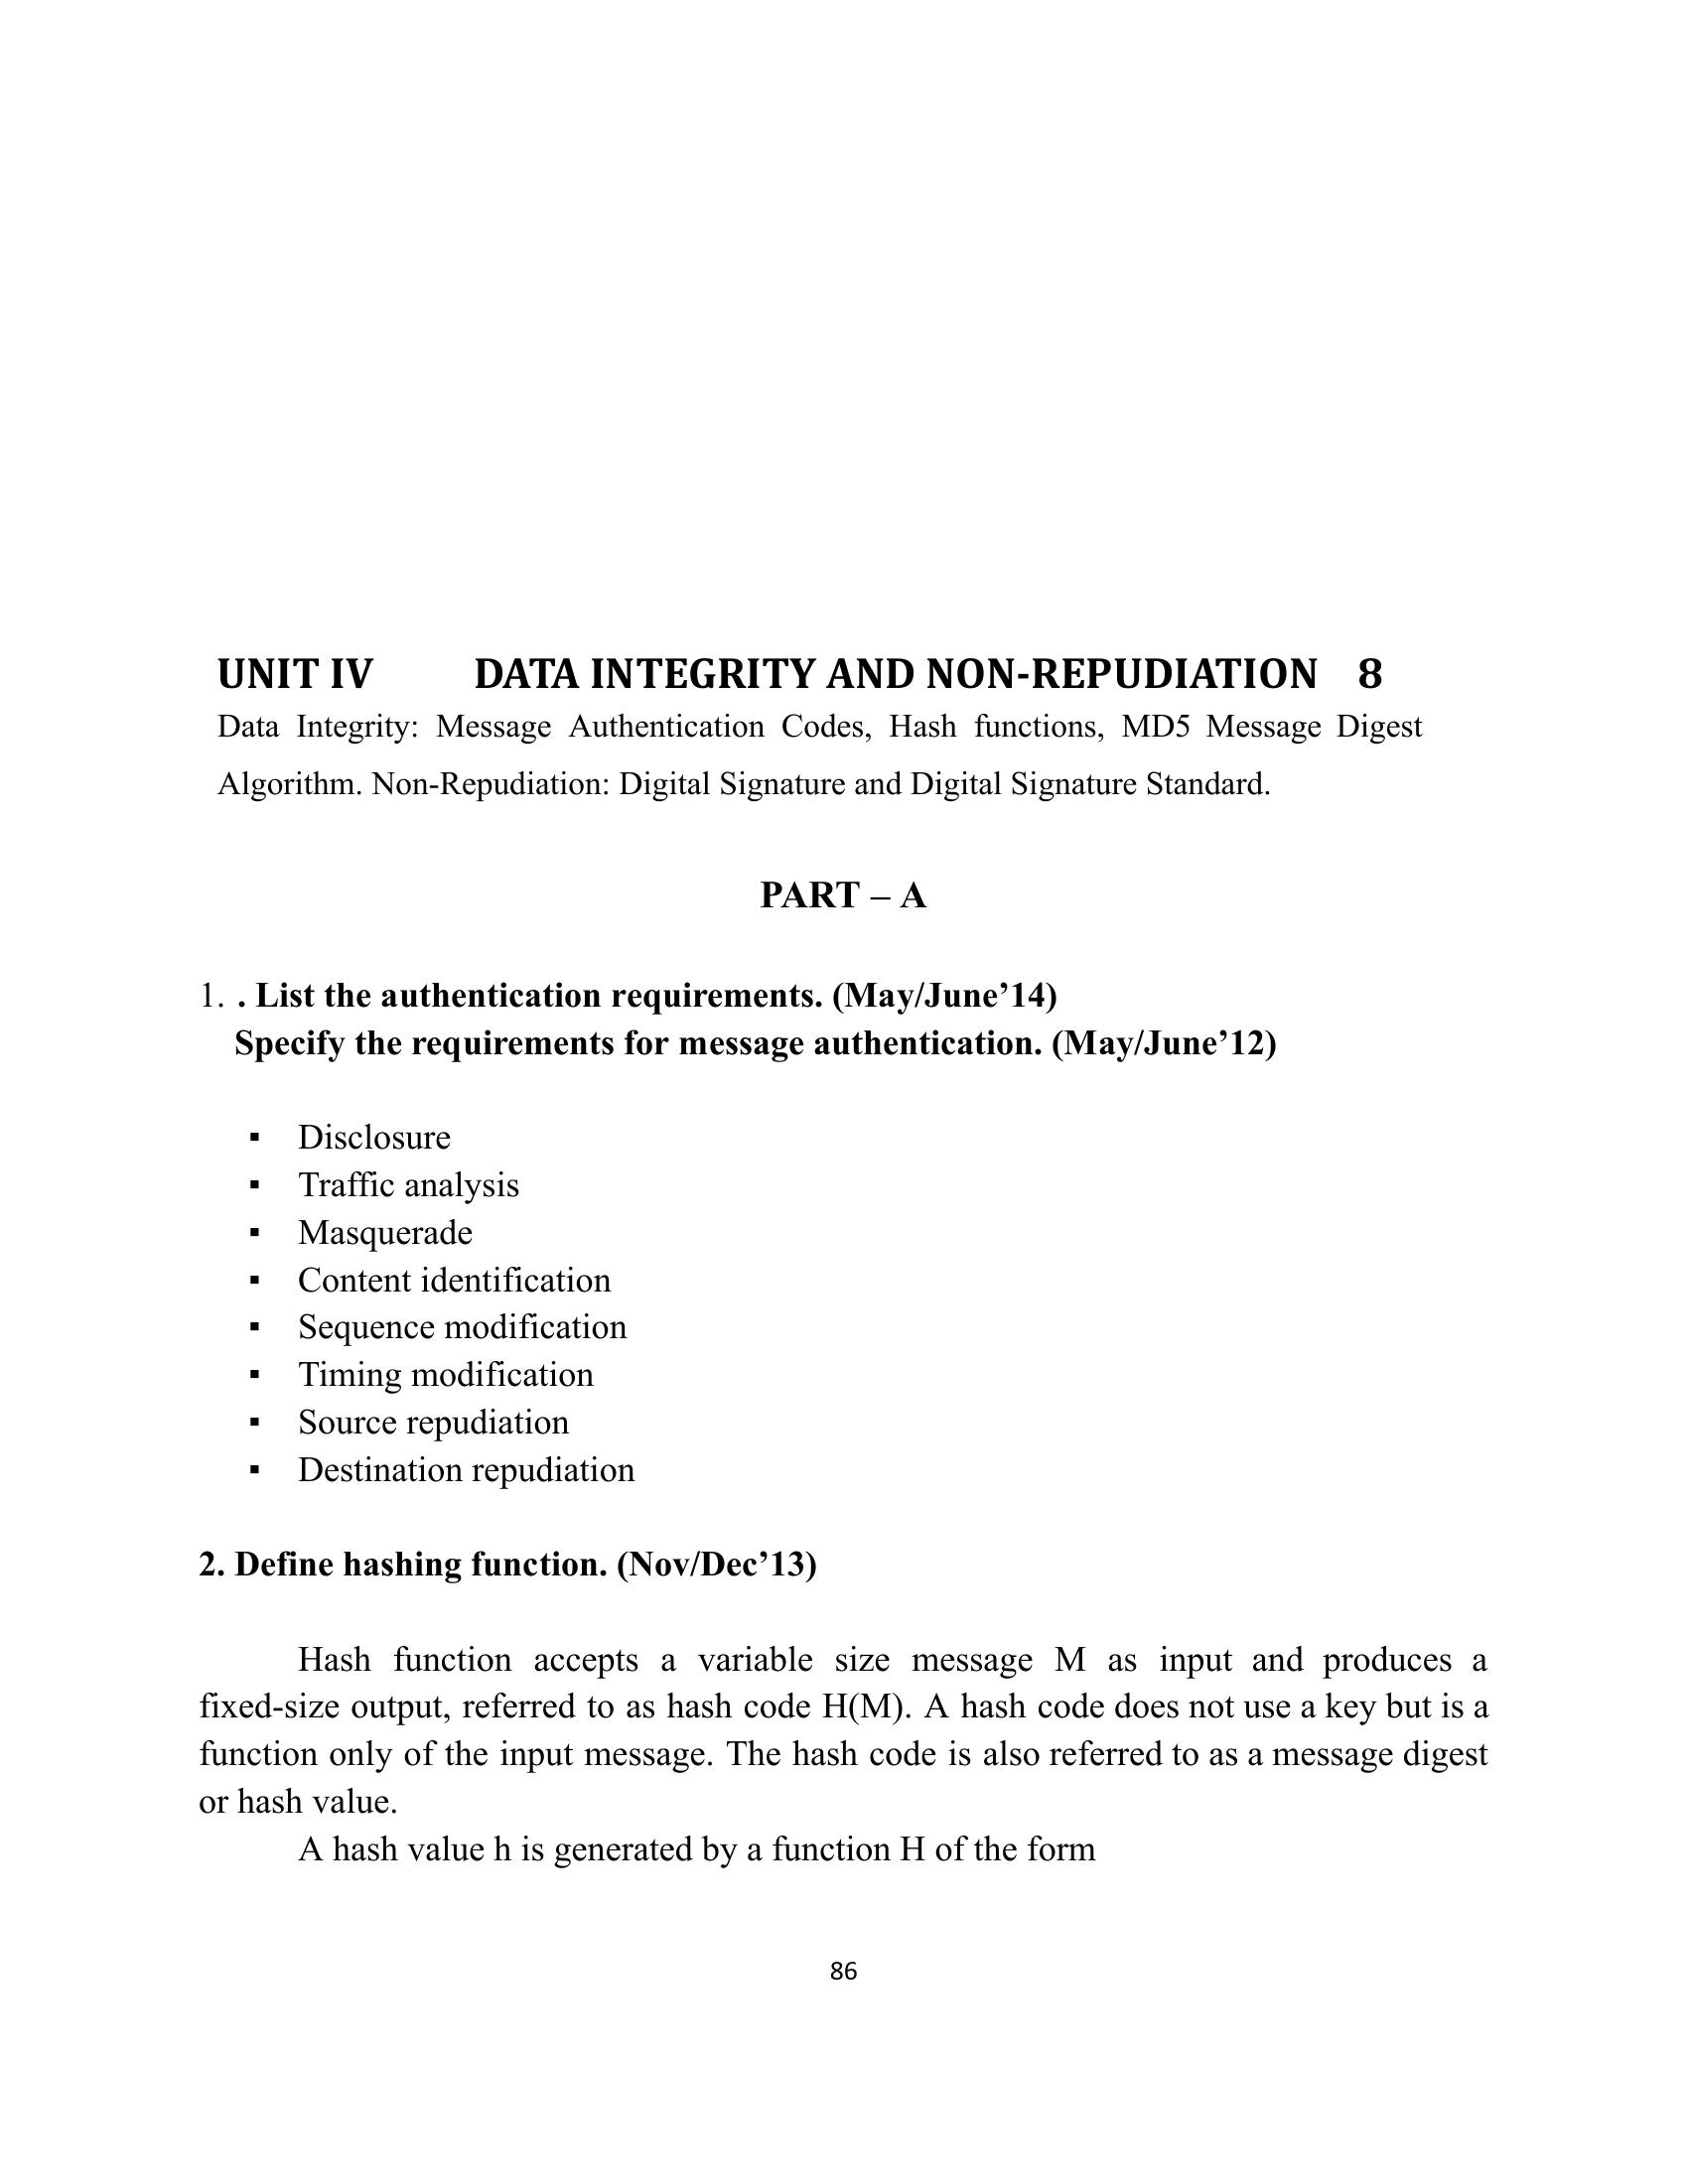 UNIT IV DATA INTEGRITY AND NON-REPUDIATION 8
Data Integrity: Message Authentication Codes, Hash functions, MD5 Message Digest
Algorithm. Non-Repudiation: Digital Signature and Digital Signature Standard.
PART – A
1. . List the authentication requirements. (May/June’14)
Specify the requirements for message authentication. (May/June’12)
▪ Disclosure
▪ Traffic analysis
▪ Masquerade
▪ Content identification
▪ Sequence modification
▪ Timing modification
▪ Source repudiation
▪ Destination repudiation
2. Define hashing function. (Nov/Dec’13)
Hash function accepts a variable size message M as input and produces a
fixed-size output, referred to as hash code H(M). A hash code does not use a key but is a
function only of the input message. The hash code is also referred to as a message digest
or hash value.
A hash value h is generated by a function H of the form
86